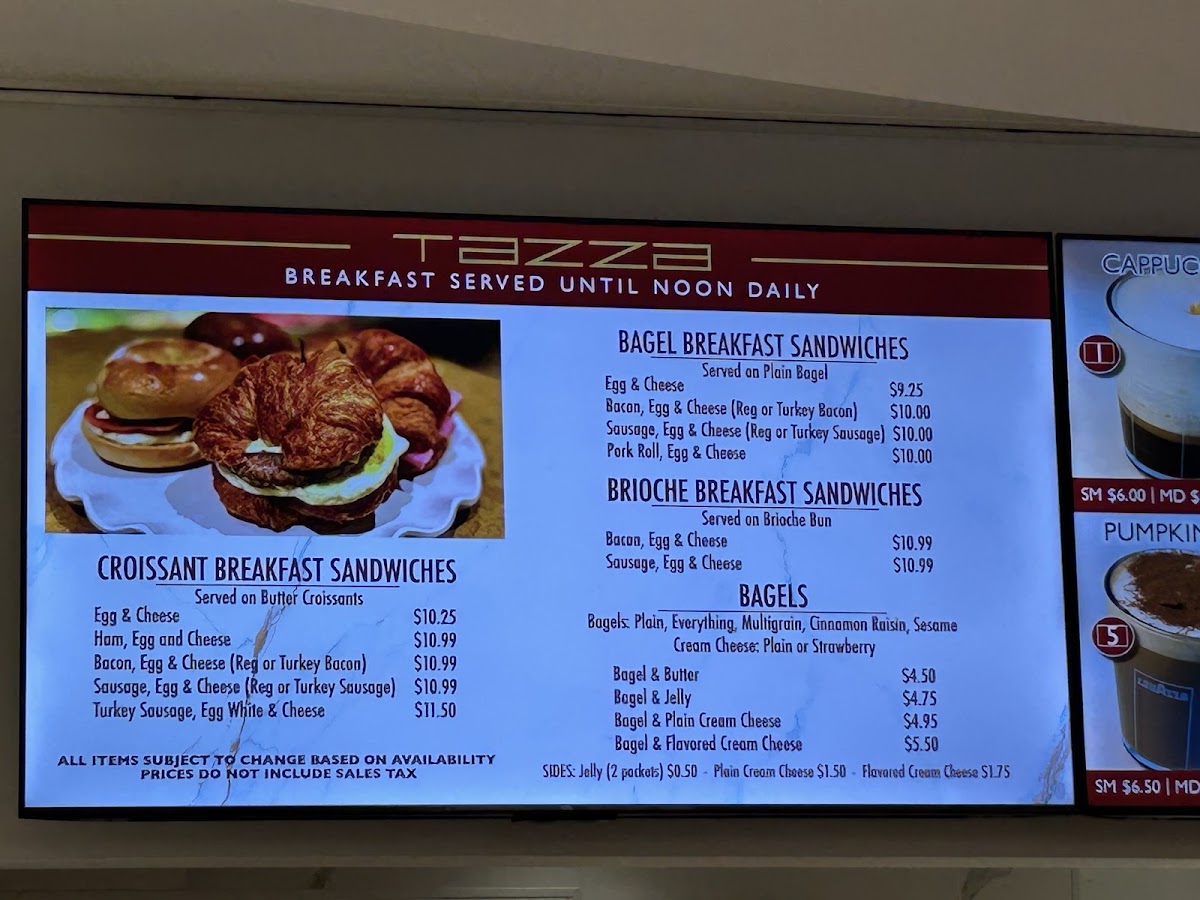 TAZZA
BREAKFAST SERVED UNTIL NOON DAILY
CROISSANT BREAKFAST SANDWICHES
Served on Butter Croissants
Egg & Cheese $10.25
Ham, Egg and Cheese $10.99
Bacon, Egg & Cheese (Reg or Turkey Bacon) $10.99
Sausage, Egg & Cheese (Reg or Turkey Sausage) $10.99
Turkey Sausage, Egg White & Cheese $11.50
ALL ITEMS SUBJECT TO CHANGE BASED ON AVAILABILITY
PRICES DO NOT INCLUDE SALES TAX
BAGEL BREAKFAST SANDWICHES
Served on Plain Bagel
Egg & Cheese $9.25
Bacon, Egg & Cheese (Reg or Turkey Bacon) $10.00
Sausage, Egg & Cheese (Reg or Turkey Sausage) $10.00
Pork Roll, Egg & Cheese $10.00
BRIOCHE BREAKFAST SANDWICHES
Served on Brioche Bun
Bacon, Egg & Cheese $10.99
Sausage, Egg & Cheese $10.99
BAGELS
Bagels: Plain, Everything, Multigrain, Cinnamon Raisin, Sesame
Cream Cheese: Plain or Strawberry
Bagel & Butter $4.50
Bagel & Jelly $4.75
Bagel & Plain Cream Cheese $4.95
Bagel & Flavored Cream Cheese $5.50
SIDES: Jelly (2 packets) $0.50 - Plain Cream Cheese $1.50 - Flavored Cream Cheese $1.75
CAPPUC
1
SM $6.00 | MD $
PUMPKIN
5
LAVAZZA
SM $6.50 | MD